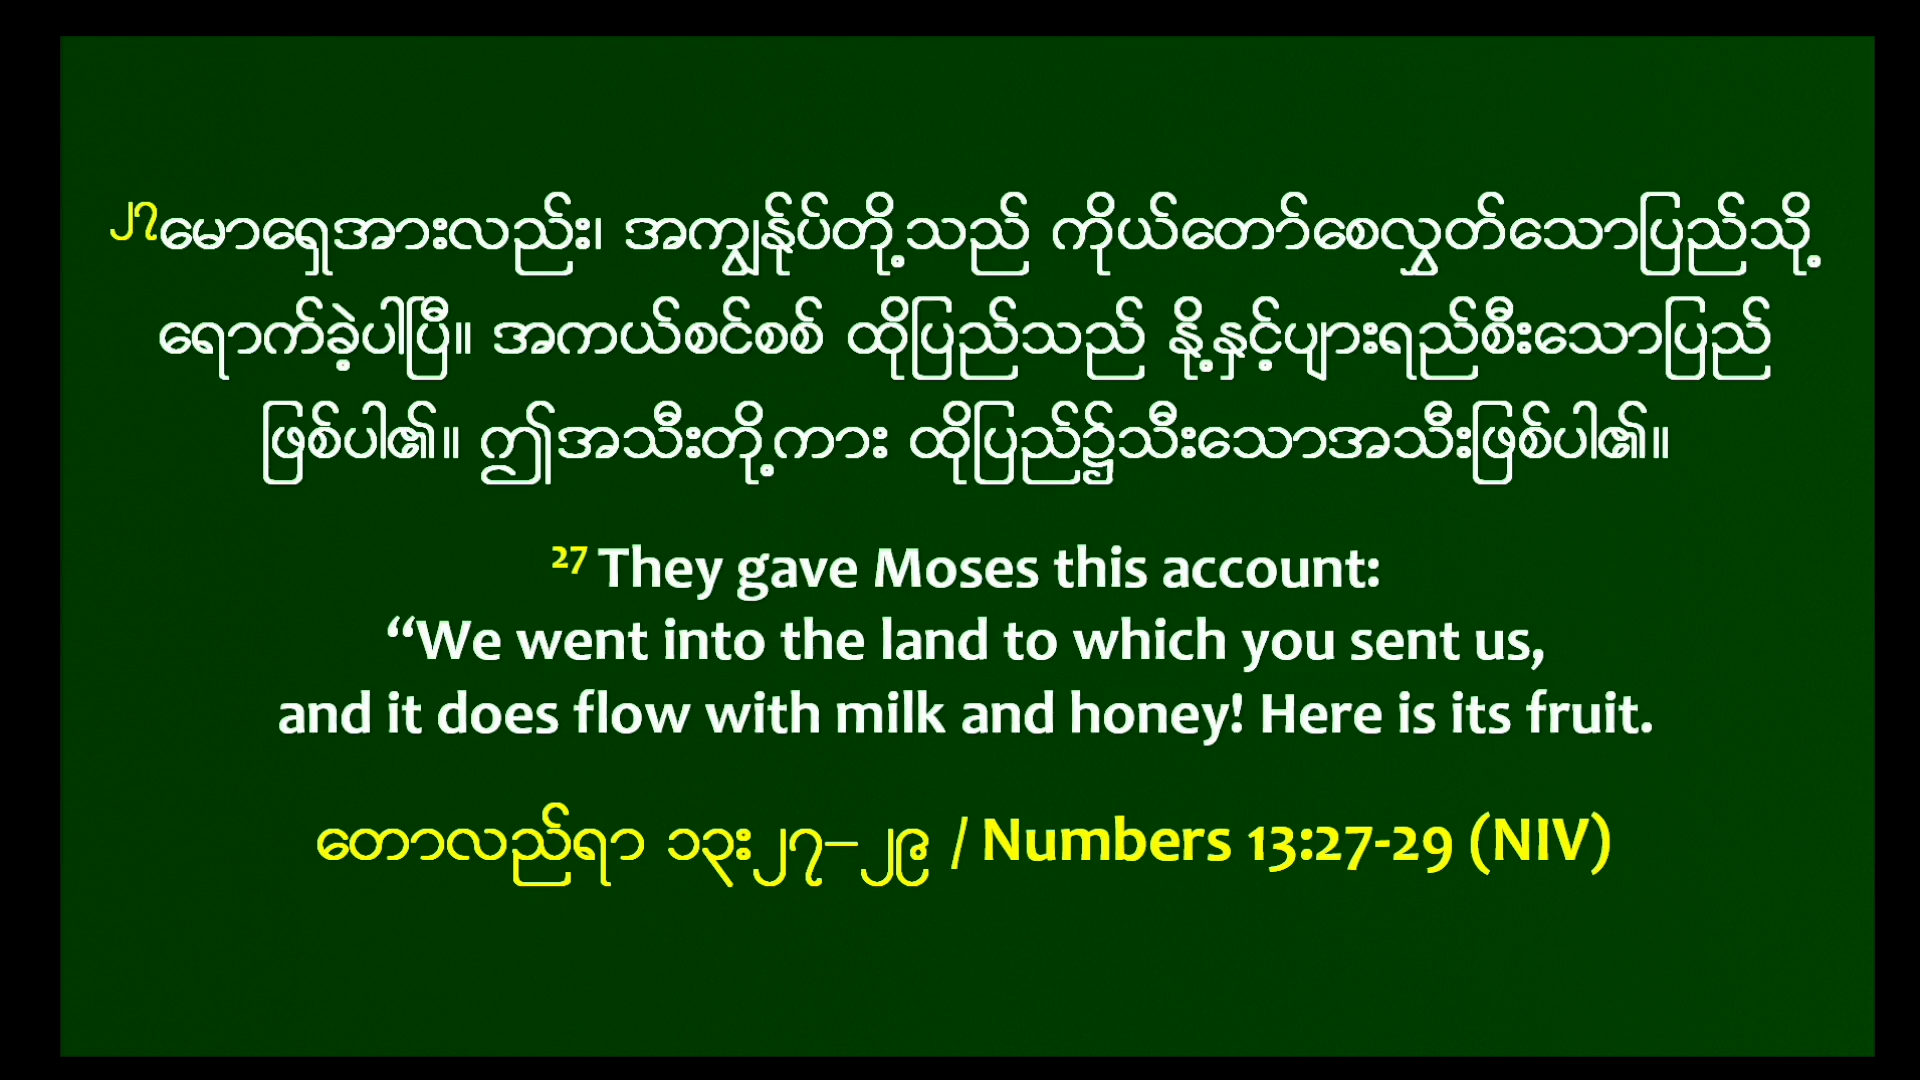 ၂၇မောရှေအားလည်း၊ အကျွန်ုပ်တို့သည် ကိုယ်တော်စေလွှတ်သောပြည်သို့
ရောက်ခဲ့ပါပြီ။ အကယ်စင်စစ် ထိုပြည်သည် နို့နှင့်ပျားရည်စီးသောပြည်
ဖြစ်ပါ၏။ ဤအသီးတို့ကား ထိုပြည်၌သီးသောအသီးဖြစ်ပါ၏။
27 They gave Moses this account:
“We went into the land to which you sent us,
and it does flow with milk and honey! Here is its fruit.
တောလည်ရာ ၁၃း၂၇–၂၉ / Numbers 13:27-29 (NIV)